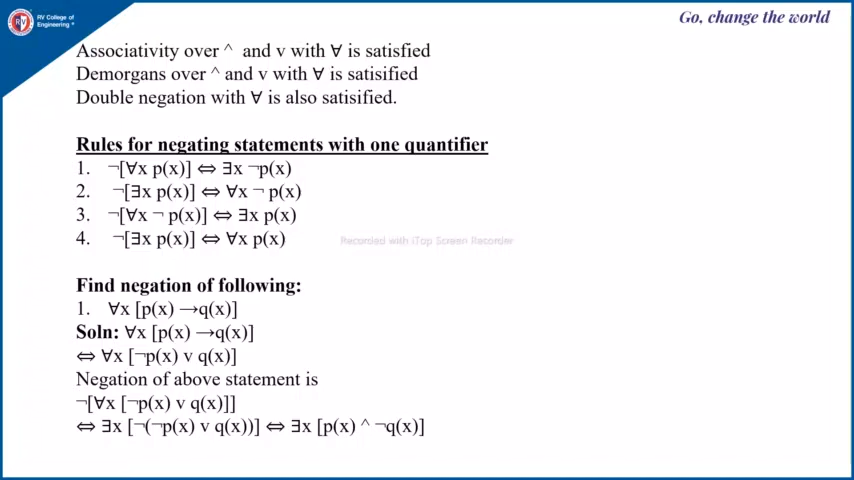 RV College of
Engineering
Go, change the world
Associativity over ^ and v with ∀ is satisfied
Demorgans over ^ and v with ∀ is satisified
Double negation with ∀ is also satisified.
Rules for negating statements with one quantifier
1. ¬[∀x p(x)] ⇔ ∃x ¬p(x)
2. ¬[∃x p(x)] ⇔ ∀x ¬ p(x)
3. ¬[∀x ¬ p(x)] ⇔ ∃x p(x)
4. ¬[∃x p(x)] ⇔ ∀x p(x)
Recorded with iTop Screen Recorder
Find negation of following:
1. ∀x [p(x) →q(x)]
Soln: ∀x [p(x) →q(x)]
⇔ ∀x [¬p(x) v q(x)]
Negation of above statement is
¬[∀x [¬p(x) v q(x)]]
⇔ ∃x [¬(¬p(x) v q(x))] ⇔ ∃x [p(x) ^ ¬q(x)]